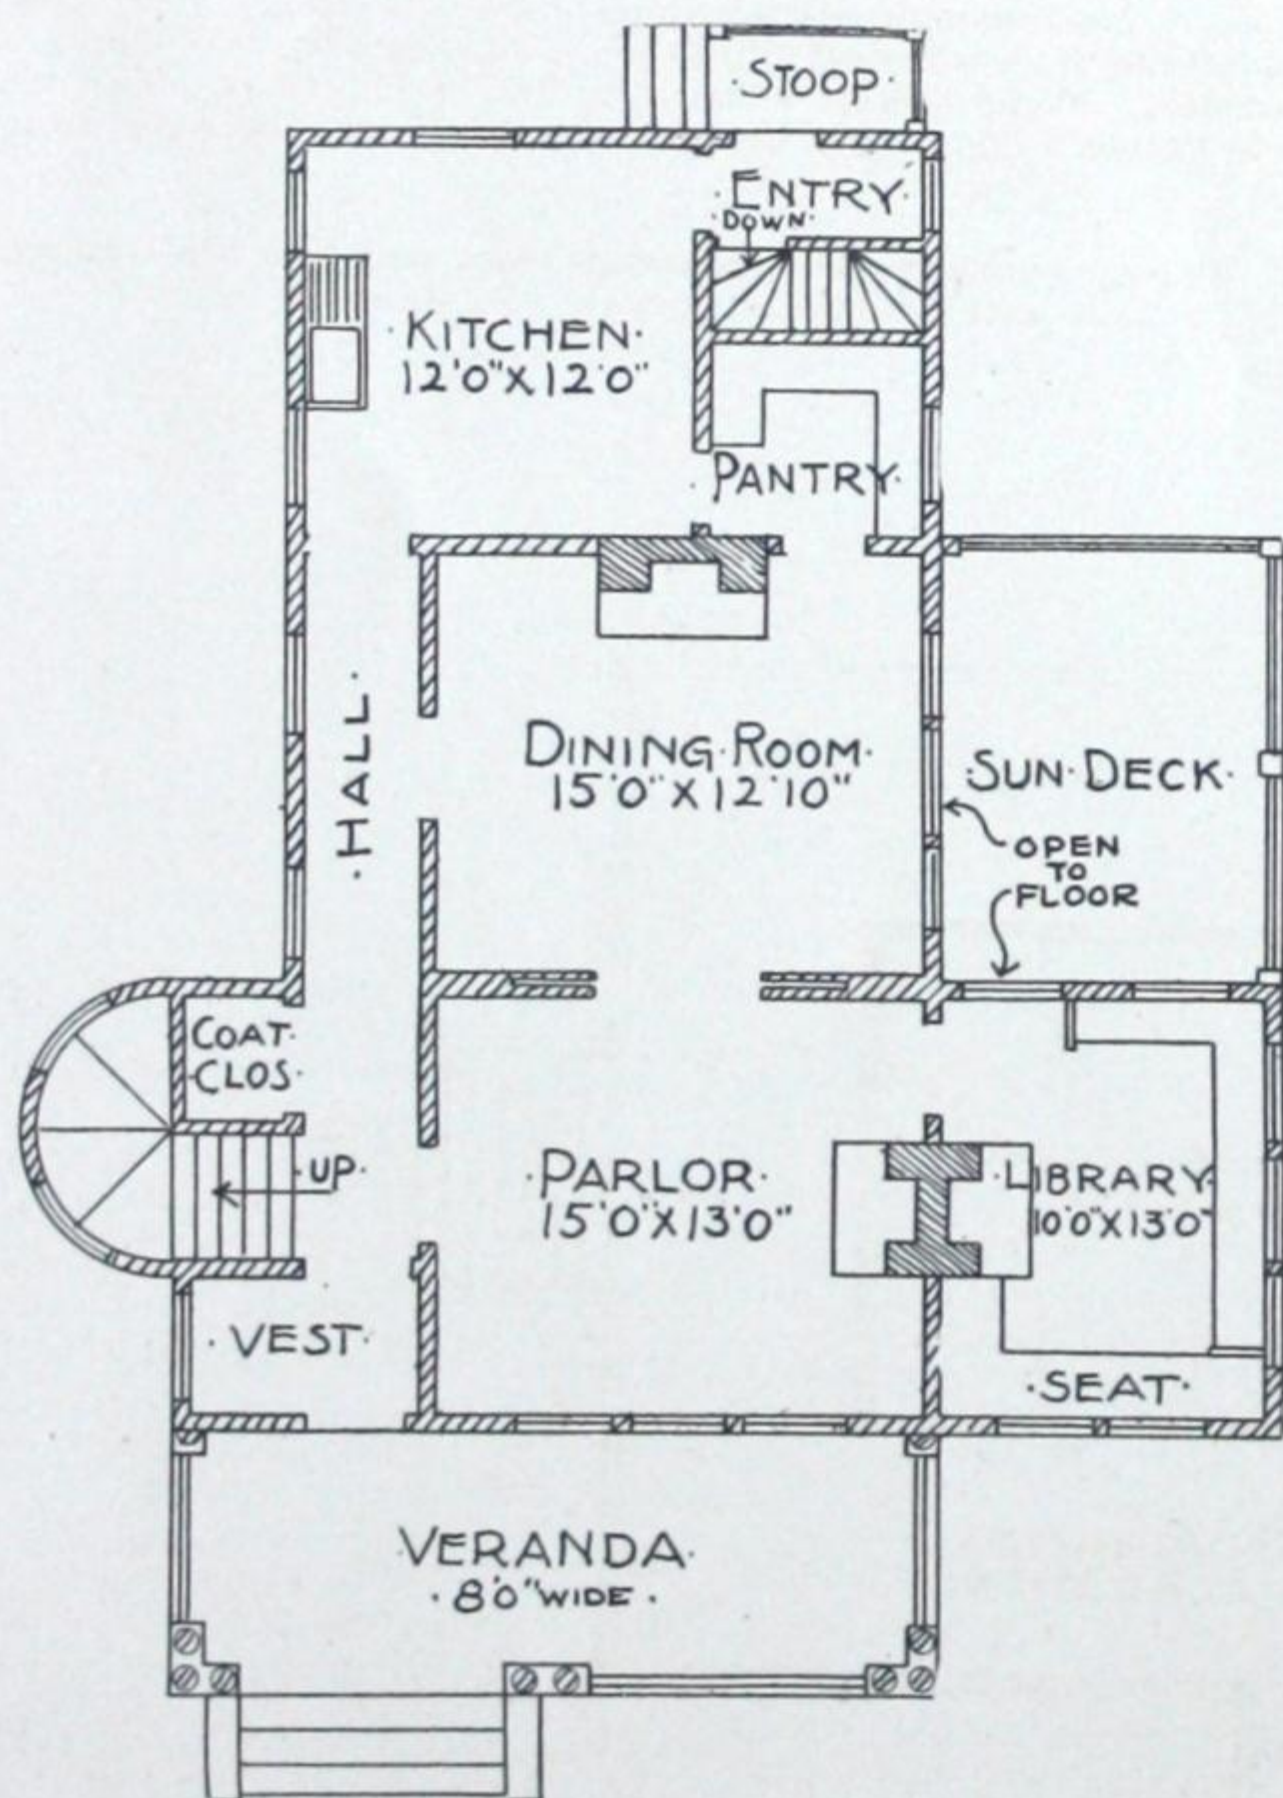 ·STOOP·
·ENTRY·
·DOWN·
·KITCHEN·
12'0"X12'0"
·PANTRY·
·HALL·
DINING·ROOM·
15'0"X12'10"
·SUN·DECK·
OPEN
TO
FLOOR
COAT·
CLOS·
·UP·
·PARLOR·
15'0"X13'0"
·LIBRARY·
10'0"X13'0"
·VEST·
·SEAT·
·VERANDA·
·8'0"WIDE·